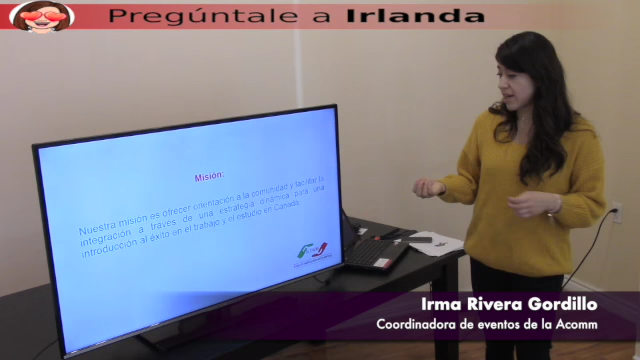 Pregúntale a Irlanda
Misión:
Nuestra misión es ofrecer orientación a la comunidad y facilitar la
integración a través de una estrategia dinámica para una
introducción al éxito en el trabajo y el estudio en Canadá.
Irma Rivera Gordillo
Coordinadora de eventos de la Acomm